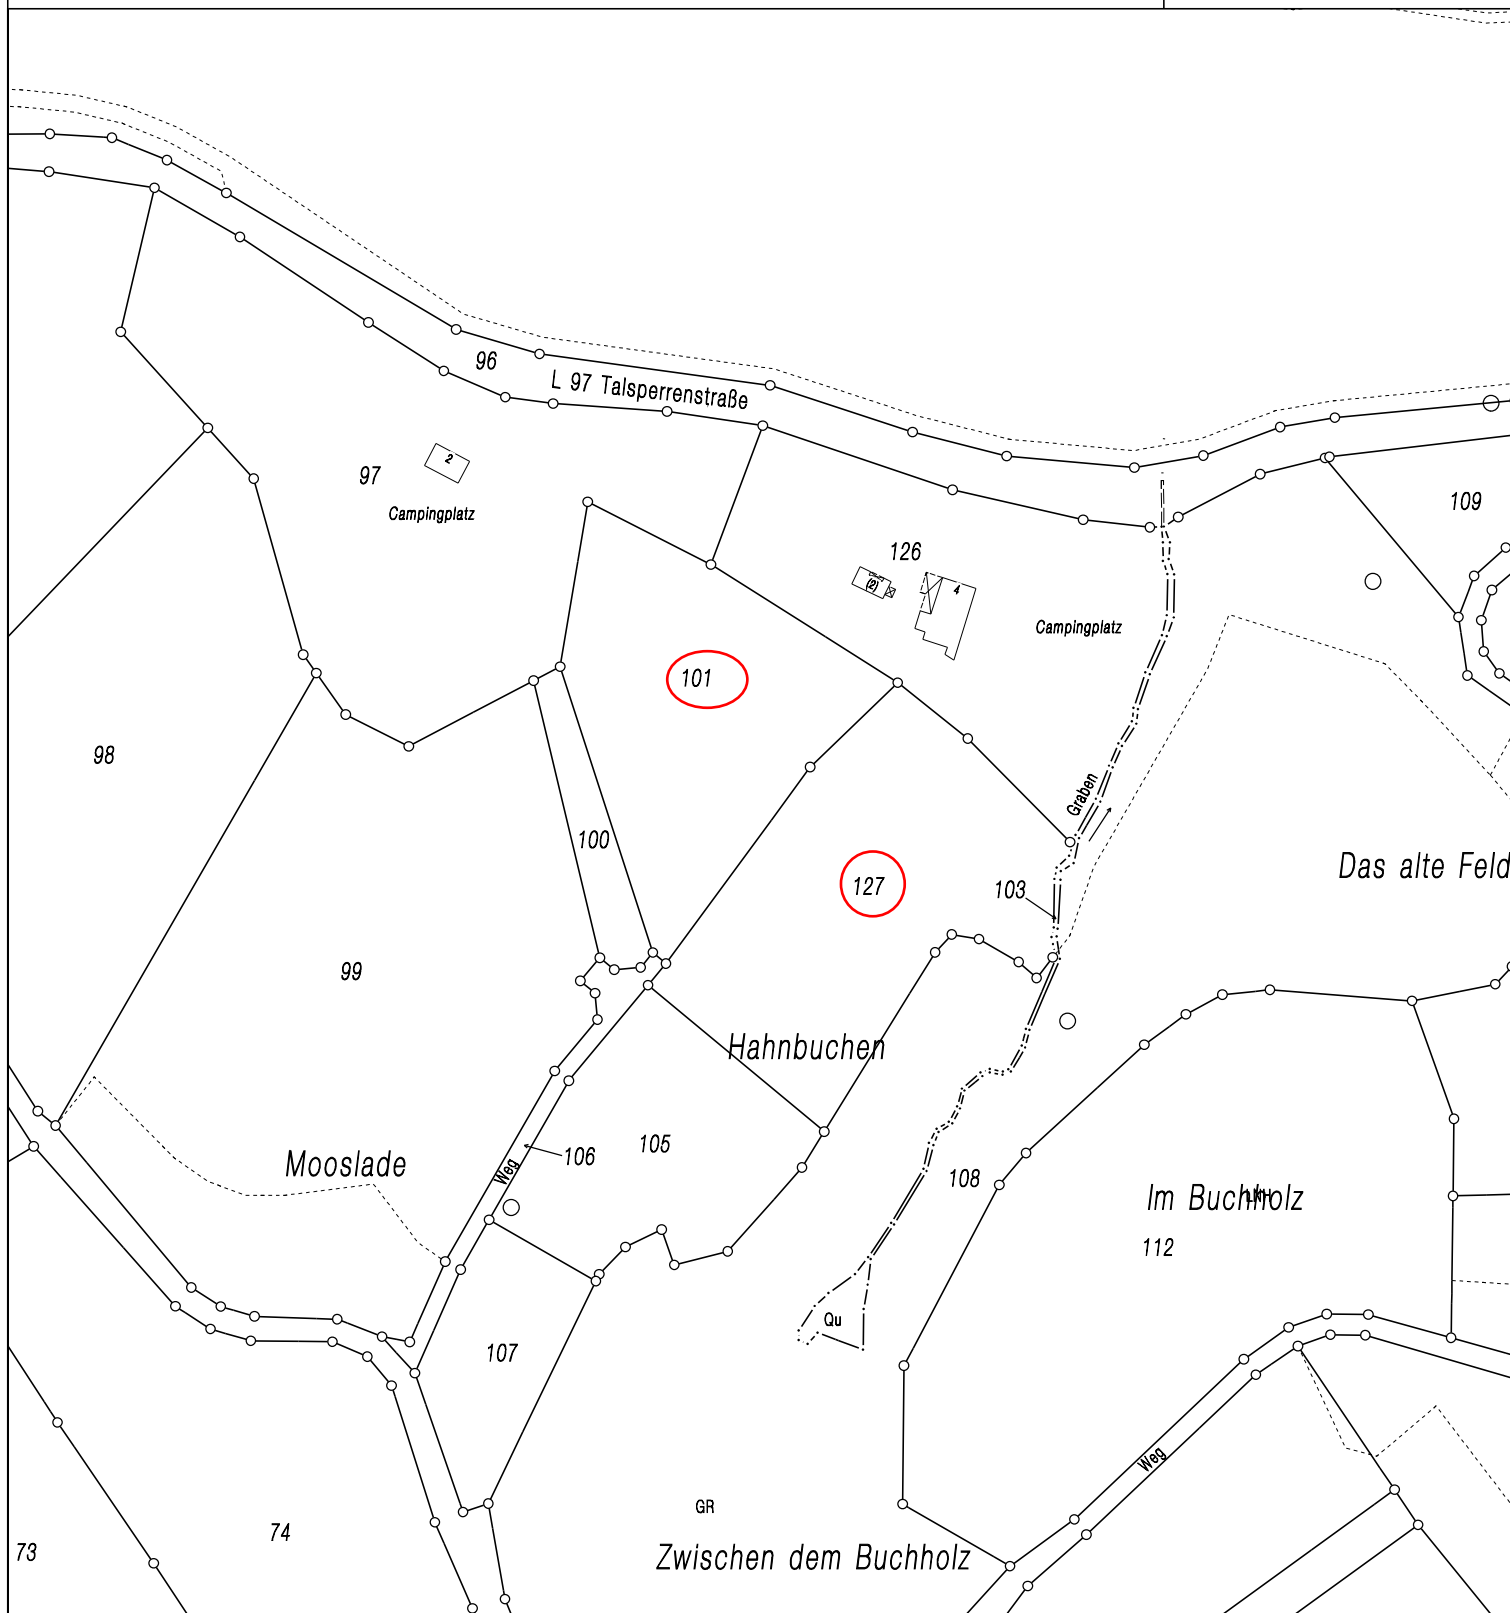 96
L 97 Talsperrenstraße
2
97
Campingplatz
109
126
(2)
4
Campingplatz
101
98
Graben
100
Das alte Feld
127
103
99
Hahnbuchen
105
Mooslade
106
Weg
108
Im Buchholz
112
Qu
107
Weg
GR
74
73
Zwischen dem Buchholz